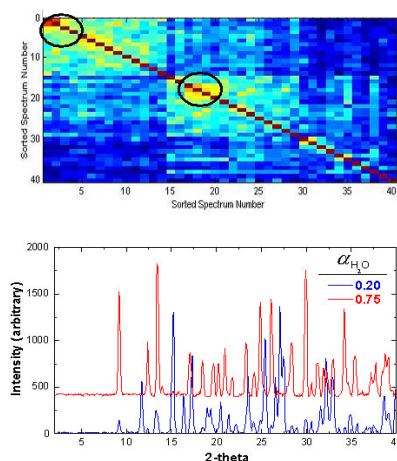 0
10
20
30
40
Sorted Spectrum Number
5 10 15 20 25 30 35 40
Sorted Spectrum Number
2000
1500
1000
500
0
Intensity (arbitrary)
αH₂O
0.20
0.75
5 10 15 20 25 30 35 4
2-theta